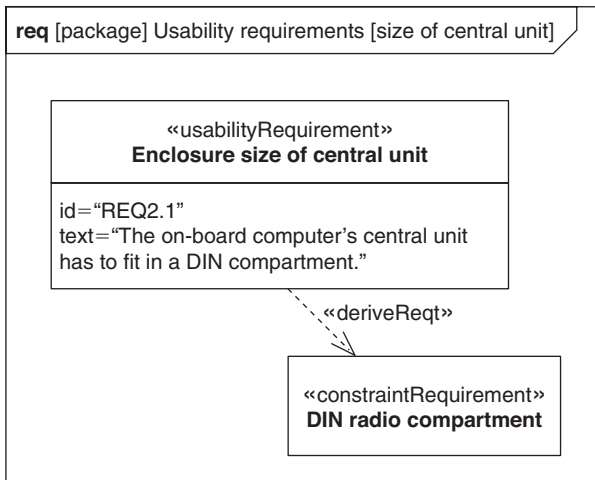 req [package] Usability requirements [size of central unit]
«usabilityRequirement»
Enclosure size of central unit
id=“REQ2.1”
text=“The on-board computer’s central unit
has to fit in a DIN compartment.”
«deriveReqt»
«constraintRequirement»
DIN radio compartment